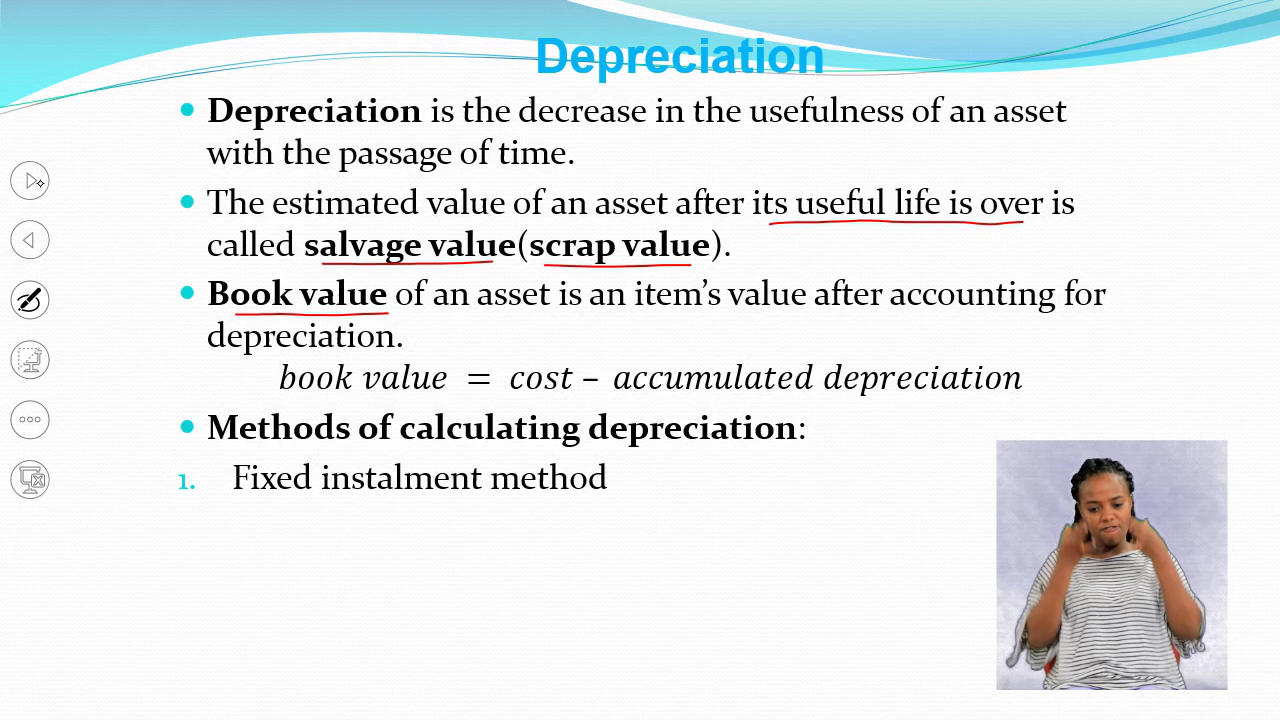 Depreciation
• Depreciation is the decrease in the usefulness of an asset
with the passage of time.
• The estimated value of an asset after its useful life is over is
called salvage value(scrap value).
• Book value of an asset is an item’s value after accounting for
depreciation.
book value = cost – accumulated depreciation
• Methods of calculating depreciation:
1. Fixed instalment method